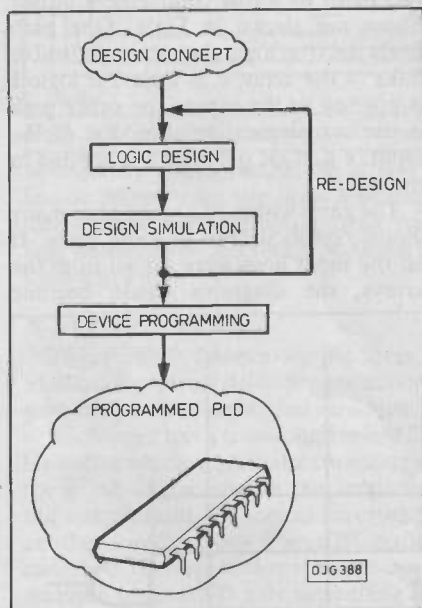 DESIGN CONCEPT
LOGIC DESIGN
RE-DESIGN
DESIGN SIMULATION
DEVICE PROGRAMMING
PROGRAMMED PLD
OJG388